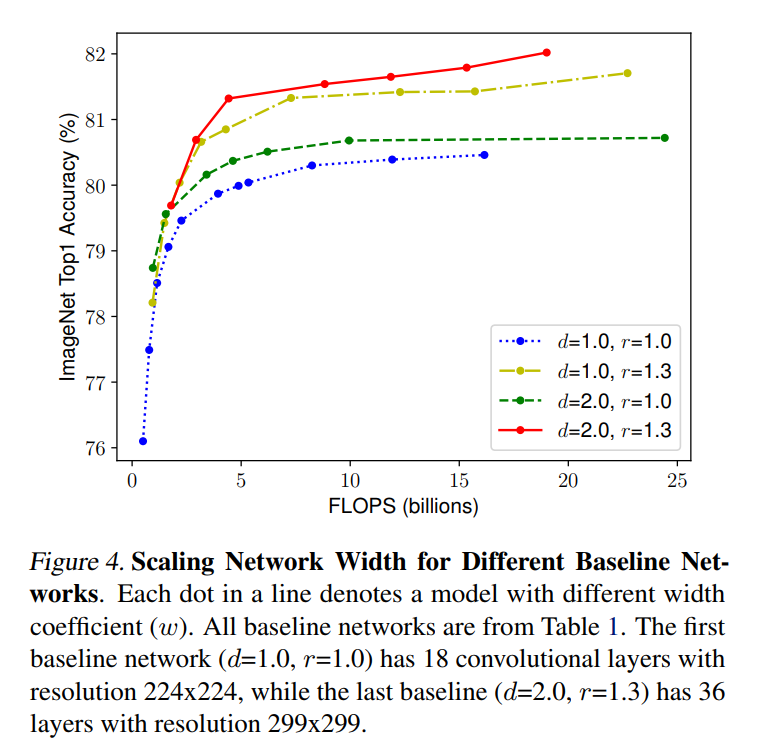 82
81
80
79
78
77
76
ImageNet Top1 Accuracy (%)
0 5 10 15 20 25
FLOPS (billions)
d=1.0, r=1.0
d=1.0, r=1.3
d=2.0, r=1.0
d=2.0, r=1.3
Figure 4. Scaling Network Width for Different Baseline Net-
works. Each dot in a line denotes a model with different width
coefficient (w). All baseline networks are from Table 1. The first
baseline network (d=1.0, r=1.0) has 18 convolutional layers with
resolution 224x224, while the last baseline (d=2.0, r=1.3) has 36
layers with resolution 299x299.